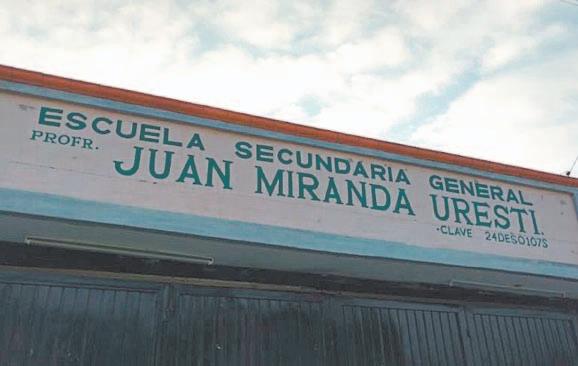 ESCUELA SECUNDARIA GENERAL
PROFR. JUAN MIRANDA URESTI.
-CLAVE 24DES0107S